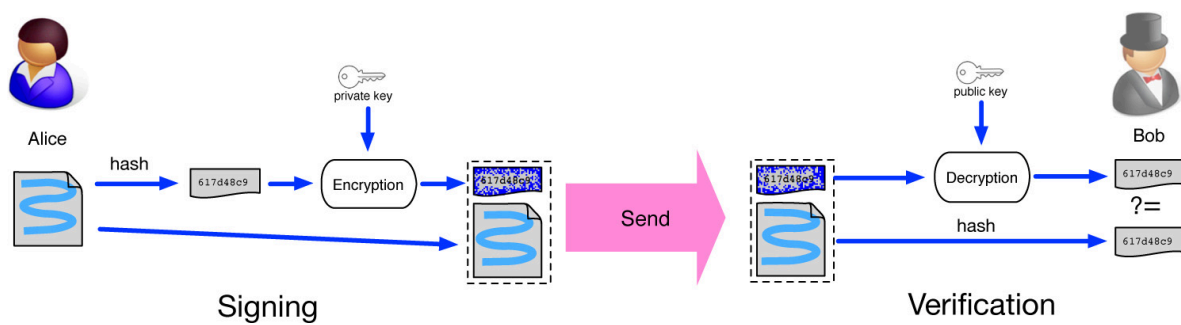 Alice
hash
617d48c9
private key
Encryption
617d48c9
Signing
Send
617d48c9
public key
Decryption
hash
Bob
617d48c9
?=
617d48c9
Verification